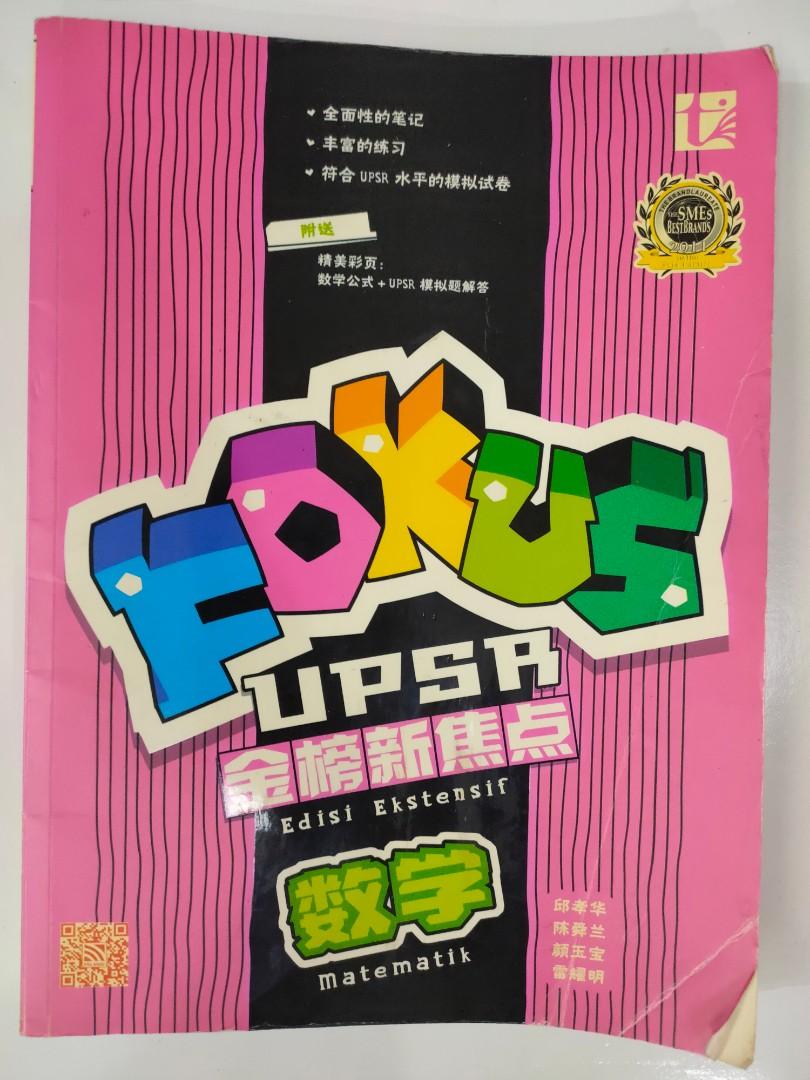 全面性的笔记
丰富的练习
符合 UPSR 水平的模拟试卷
THE BRANDLAUREATE
SMEs
BESTBRANDS
2011
附送
精美彩页：
数学公式 + UPSR 模拟题解答
FOKUS
UPSR
金榜新焦点
Edisi Ekstensif
数学
Matematik
邱孝华
陈舜兰
颜玉宝
雷耀明